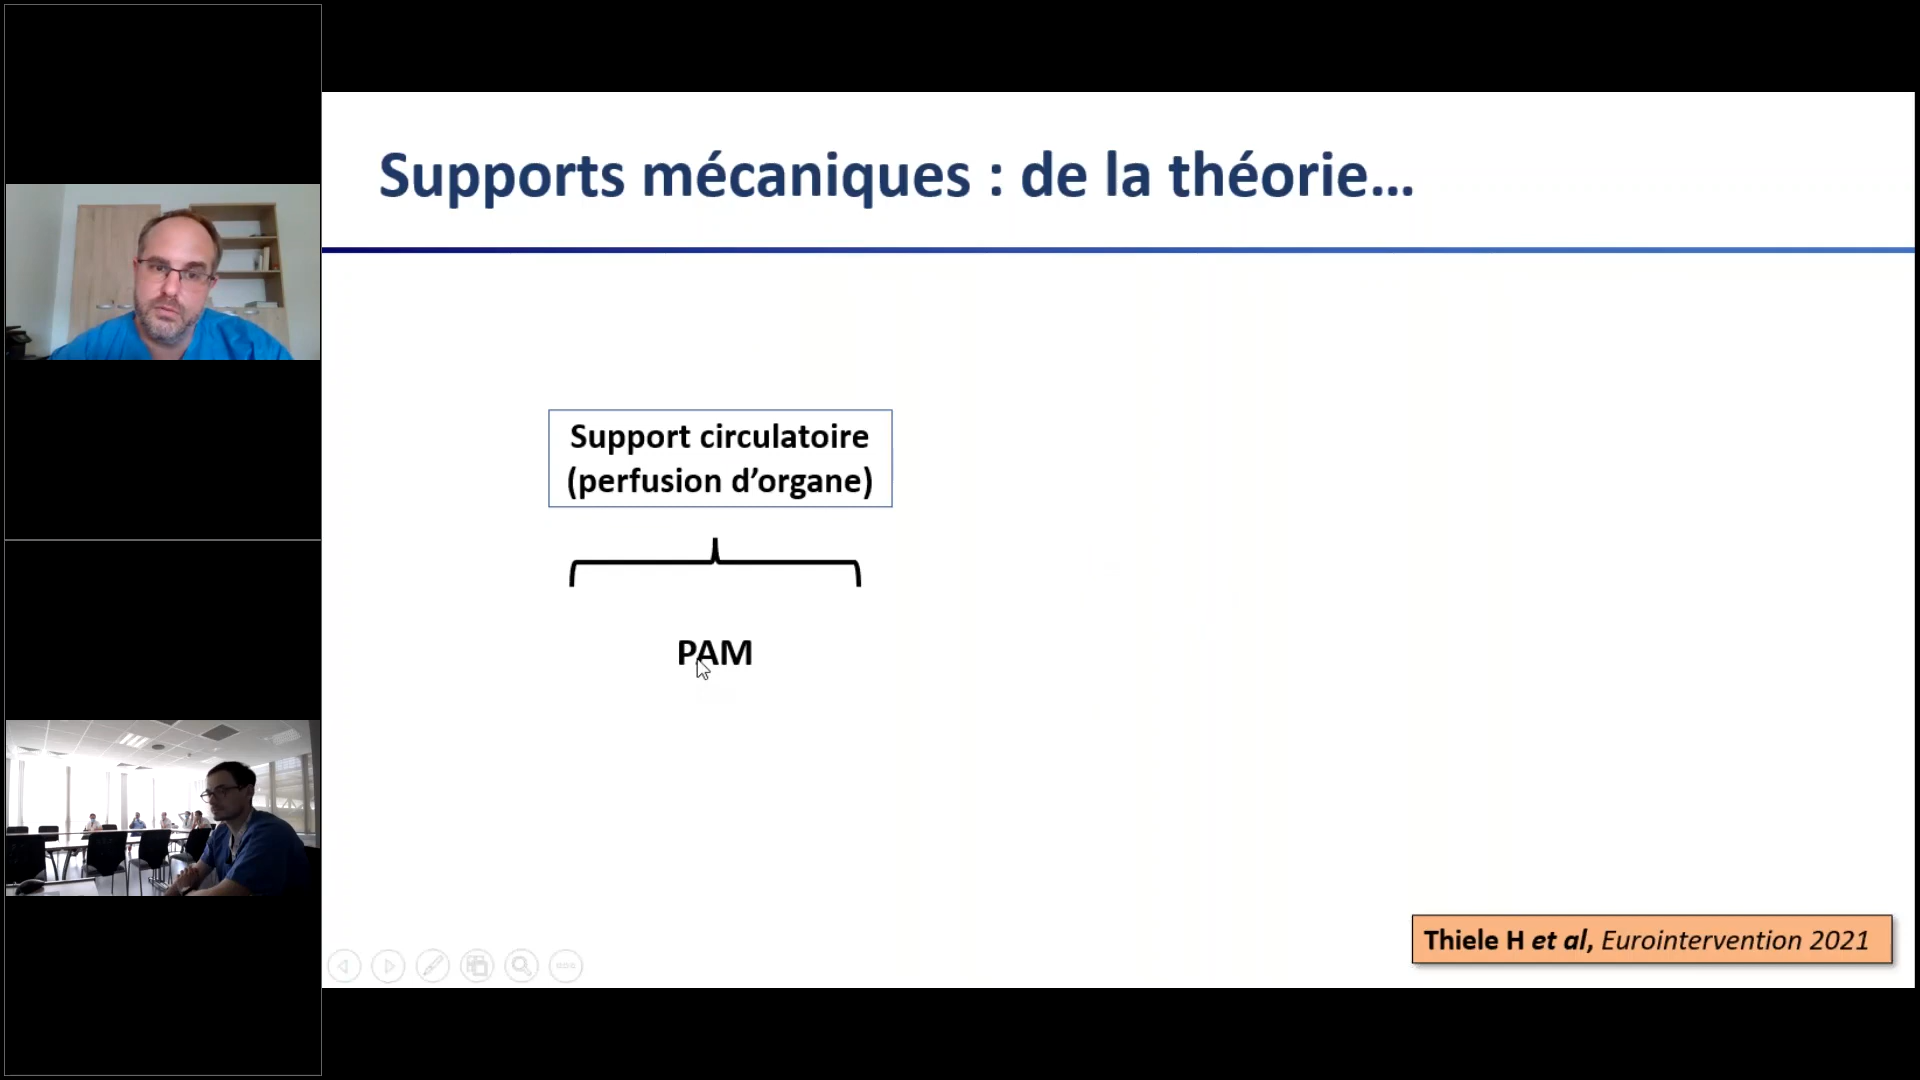 Supports mécaniques : de la théorie...
Support circulatoire
(perfusion d’organe)
PAM
Thiele H et al, Eurointervention 2021